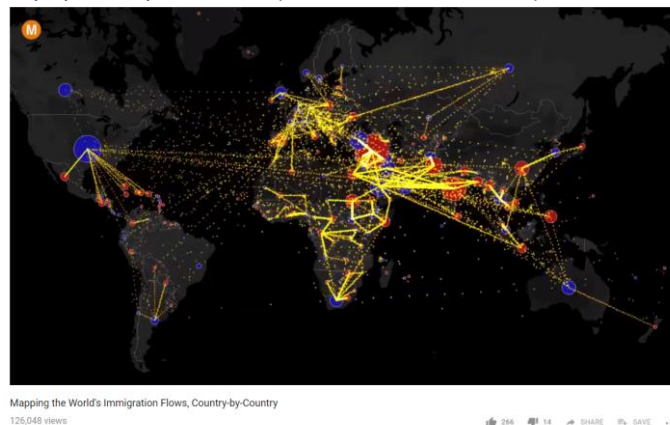 M
Mapping the World's Immigration Flows, Country-by-Country
126,048 views
266 14 SHARE SAVE